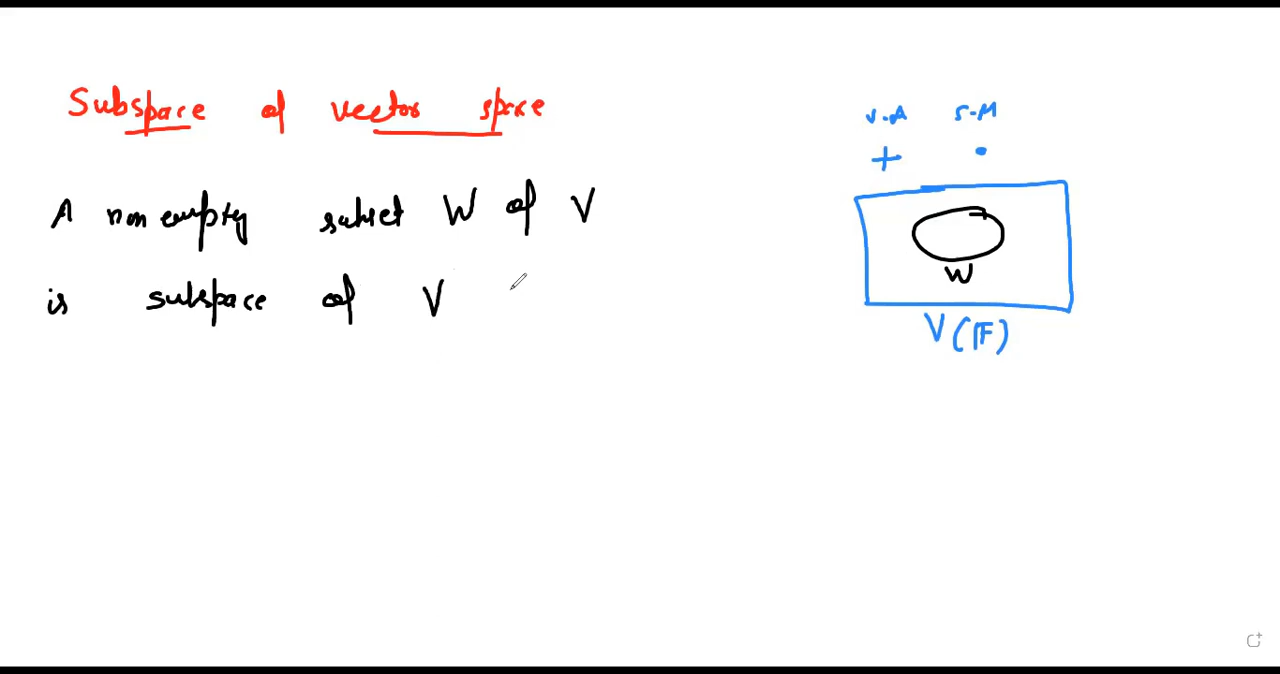 Subspace of vector space
A non empty subset W of V
is subspace of V
V.A S.M
+ •
W
V(F)